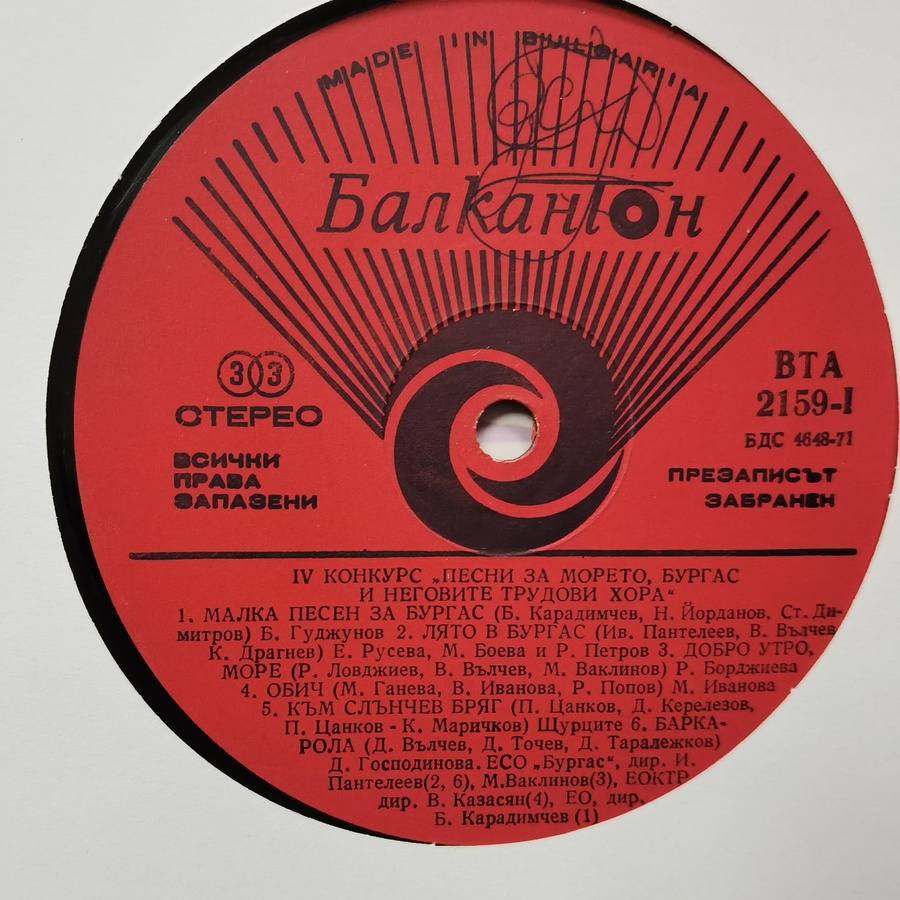 MADE IN BULGARIA
Балкантон
33
СТЕРЕО
ВСИЧКИ
ПРАВА
ЗАПАЗЕНИ
ВТА
2159-I
БДС 4648-71
ПРЕЗАПИСЪТ
ЗАБРАНЕН
IV КОНКУРС „ПЕСНИ ЗА МОРЕТО, БУРГАС
И НЕГОВИТЕ ТРУДОВИ ХОРА“
1. МАЛКА ПЕСЕН ЗА БУРГАС (Б. Карадимчев, Н. Йорданов, Ст. Ди-
митров) Б. Гуджунов 2. ЛЯТО В БУРГАС (Ив. Пантелеев, В. Вълчев
К. Драгнев) Е. Русева, М. Боева и Р. Петров 3. ДОБРО УТРО,
МОРЕ (Р. Ловджиев, В. Вълчев, М. Ваклинов) Р. Борджиева
4. ОБИЧ (М. Ганева, В. Иванова, Р. Попов) М. Иванова
5. КЪМ СЛЪНЧЕВ БРЯГ (П. Цанков, Д. Керелезов,
П. Цанков - К. Маричков) Щурците 6. БАРКА-
РОЛА (Д. Вълчев, Д. Точев, Д. Таралежков)
Д. Господинова. ЕСО „Бургас“, дир. И.
Пантелеев(2, 6), М.Ваклинов(3), ЕОКТР
дир. В. Казасян(4), ЕО, дир.
Б. Карадимчев (1)